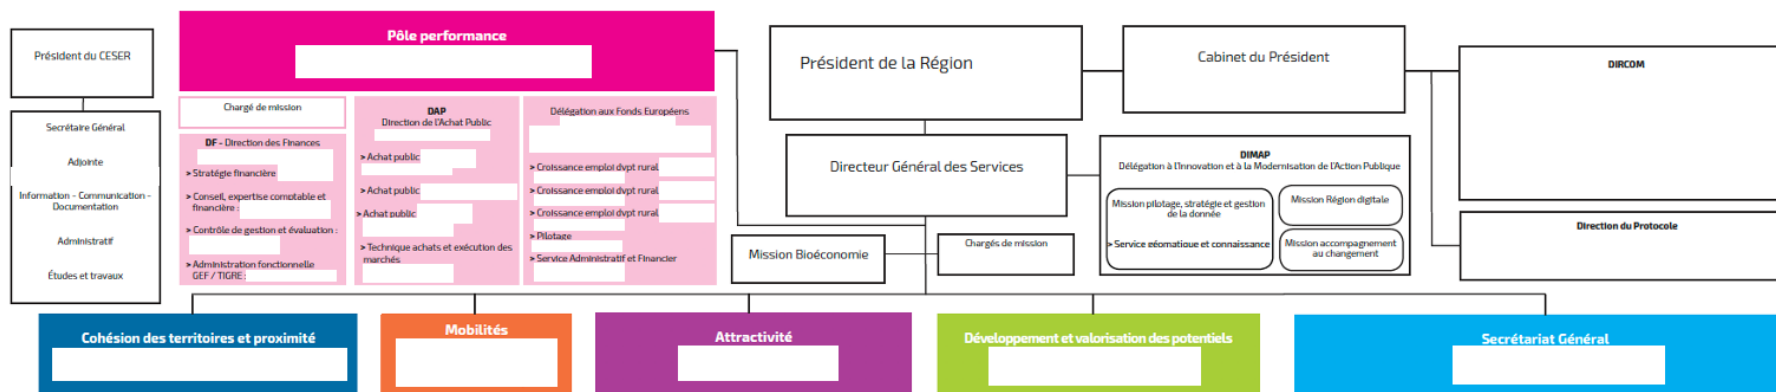 Président du CESER
Secrétaire Général
Adjointe
Information - Communication -
Documentation
Administratif
Études et travaux
Pôle performance
Chargé de mission
DF - Direction des Finances
> Stratégie financière
> Conseil, expertise comptable et
financière :
> Contrôle de gestion et évaluation :
> Administration fonctionnelle
GEF / TIGRE :
DAP
Direction de l'Achat Public
> Achat public
> Achat public
> Achat public
> Technique achats et exécution des
marchés
Délégation aux Fonds Européens
> Croissance emploi dvpt rural
> Croissance emploi dvpt rural
> Croissance emploi dvpt rural
> Pilotage
> Service Administratif et Financier
Président de la Région
Cabinet du Président
DIRCOM
Directeur Général des Services
DIMAP
Délégation à l'Innovation et à la Modernisation de l'Action Publique
Mission pilotage, stratégie et gestion
de la donnée
> Service géomatique et connaissance
Mission Région digitale
Mission accompagnement
au changement
Direction du Protocole
Mission Bioéconomie
Chargés de mission
Cohésion des territoires et proximité
Mobilités
Attractivité
Développement et valorisation des potentiels
Secrétariat Général